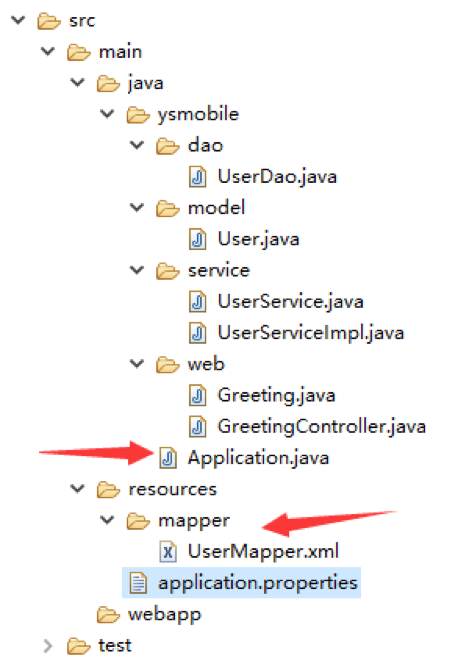 src
main
java
ysmobile
dao
UserDao.java
model
User.java
service
UserService.java
UserServiceImpl.java
web
Greeting.java
GreetingController.java
Application.java
resources
mapper
UserMapper.xml
application.properties
webapp
test